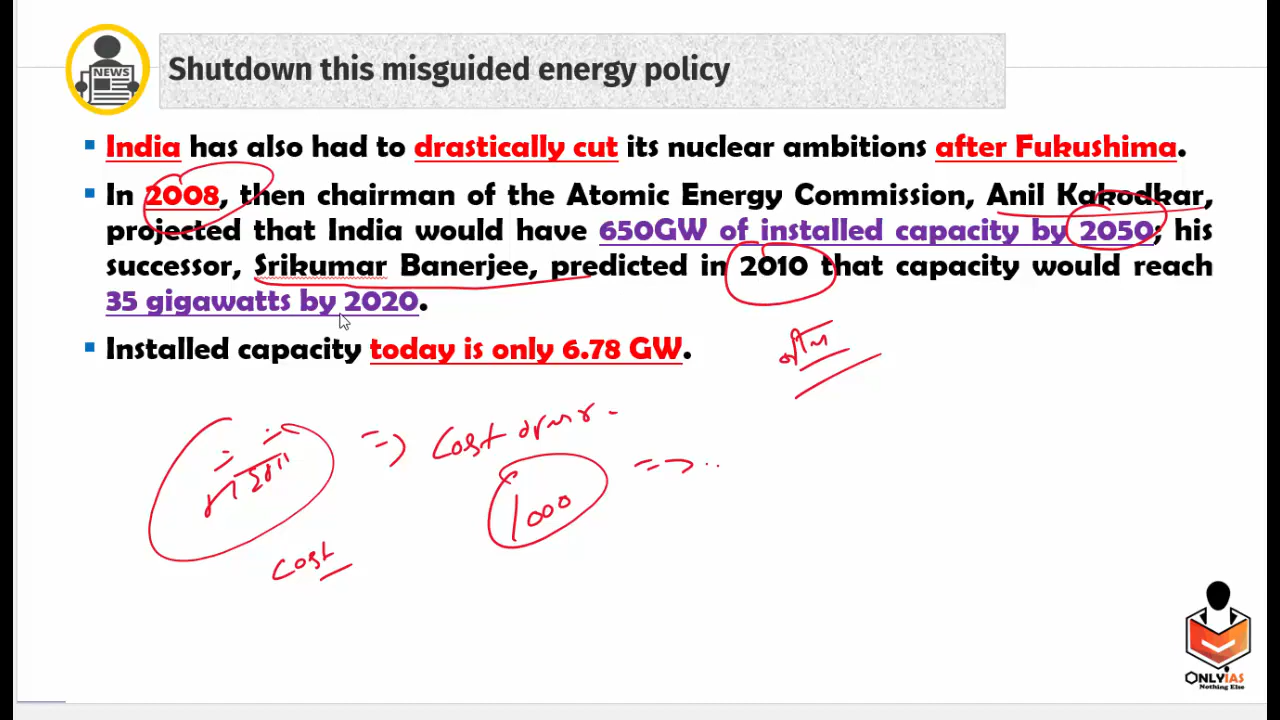 NEWS
Shutdown this misguided energy policy
India has also had to drastically cut its nuclear ambitions after Fukushima.
In 2008, then chairman of the Atomic Energy Commission, Anil Kakodkar,
projected that India would have 650GW of installed capacity by 2050; his
successor, Srikumar Banerjee, predicted in 2010 that capacity would reach
35 gigawatts by 2020.
Installed capacity today is only 6.78 GW.
=> Cost
1000 =>
Cost
ONLYIAS
Nothing Else